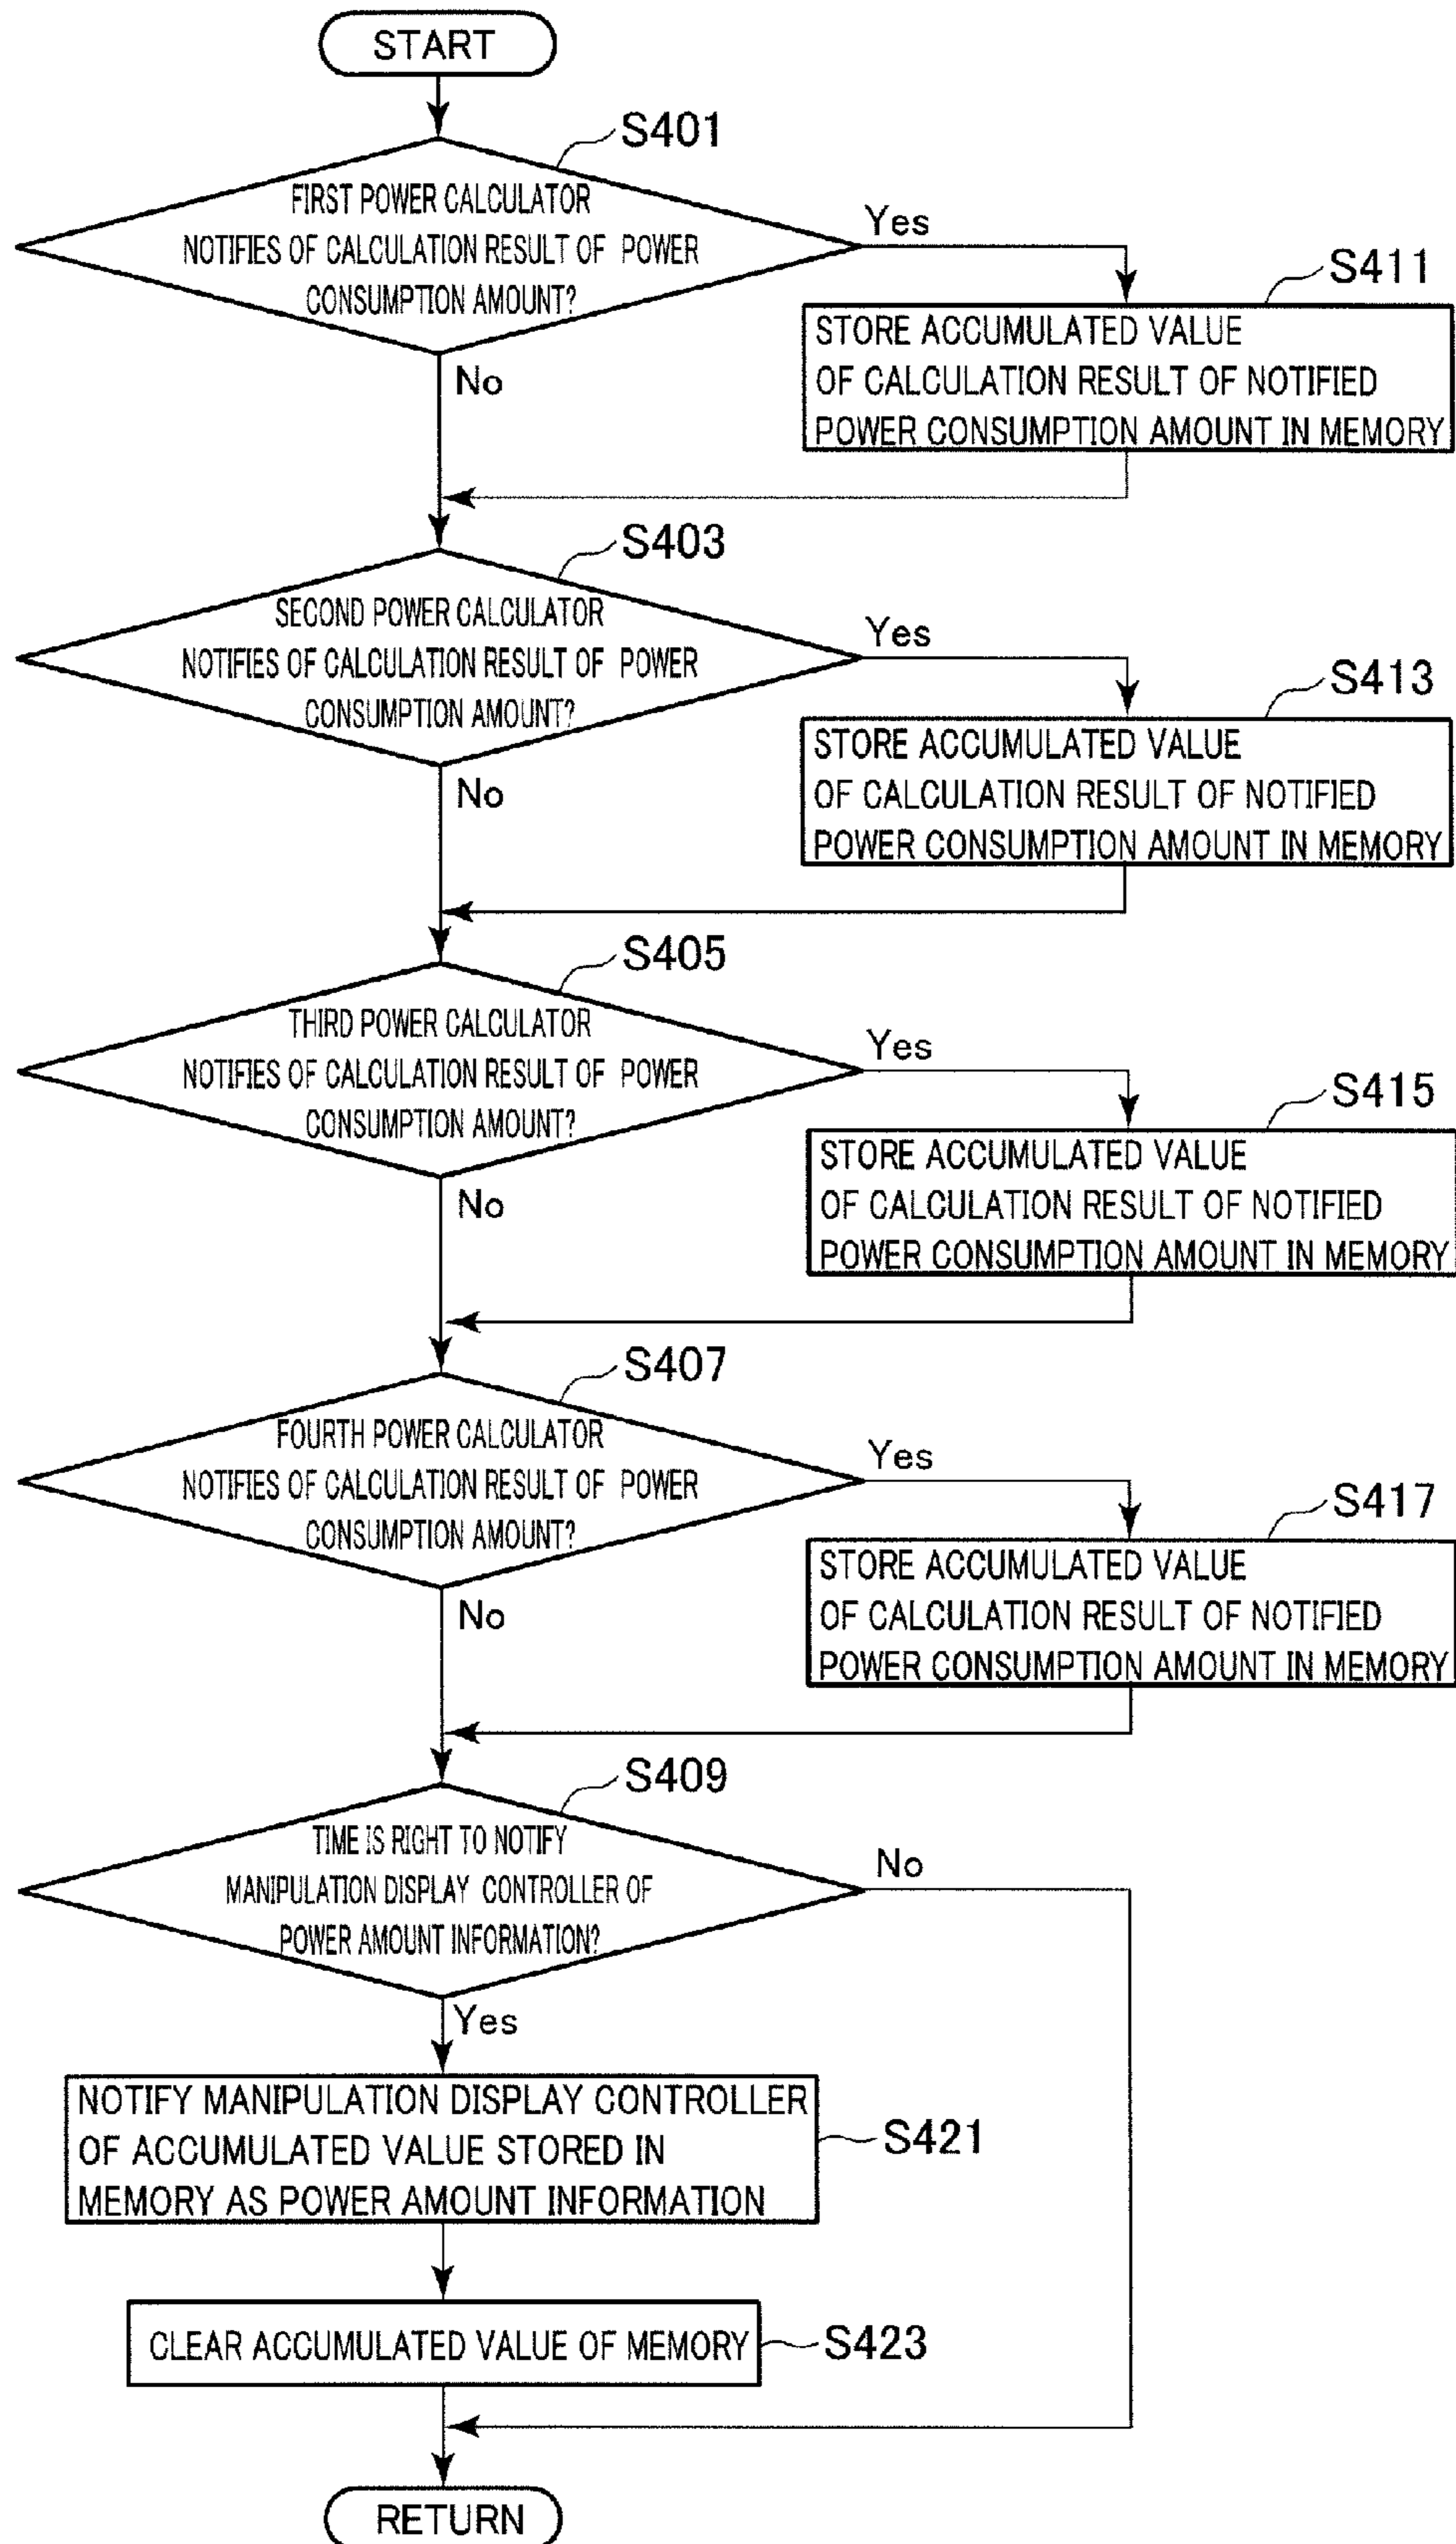 START
S401
FIRST POWER CALCULATOR
NOTIFIES OF CALCULATION RESULT OF POWER
CONSUMPTION AMOUNT?
Yes
No
S411
STORE ACCUMULATED VALUE
OF CALCULATION RESULT OF NOTIFIED
POWER CONSUMPTION AMOUNT IN MEMORY
S403
SECOND POWER CALCULATOR
NOTIFIES OF CALCULATION RESULT OF POWER
CONSUMPTION AMOUNT?
Yes
No
S413
STORE ACCUMULATED VALUE
OF CALCULATION RESULT OF NOTIFIED
POWER CONSUMPTION AMOUNT IN MEMORY
S405
THIRD POWER CALCULATOR
NOTIFIES OF CALCULATION RESULT OF POWER
CONSUMPTION AMOUNT?
Yes
No
S415
STORE ACCUMULATED VALUE
OF CALCULATION RESULT OF NOTIFIED
POWER CONSUMPTION AMOUNT IN MEMORY
S407
FOURTH POWER CALCULATOR
NOTIFIES OF CALCULATION RESULT OF POWER
CONSUMPTION AMOUNT?
Yes
No
S417
STORE ACCUMULATED VALUE
OF CALCULATION RESULT OF NOTIFIED
POWER CONSUMPTION AMOUNT IN MEMORY
S409
TIME IS RIGHT TO NOTIFY
MANIPULATION DISPLAY CONTROLLER OF
POWER AMOUNT INFORMATION?
No
Yes
NOTIFY MANIPULATION DISPLAY CONTROLLER
OF ACCUMULATED VALUE STORED IN
MEMORY AS POWER AMOUNT INFORMATION
S421
CLEAR ACCUMULATED VALUE OF MEMORY
S423
RETURN